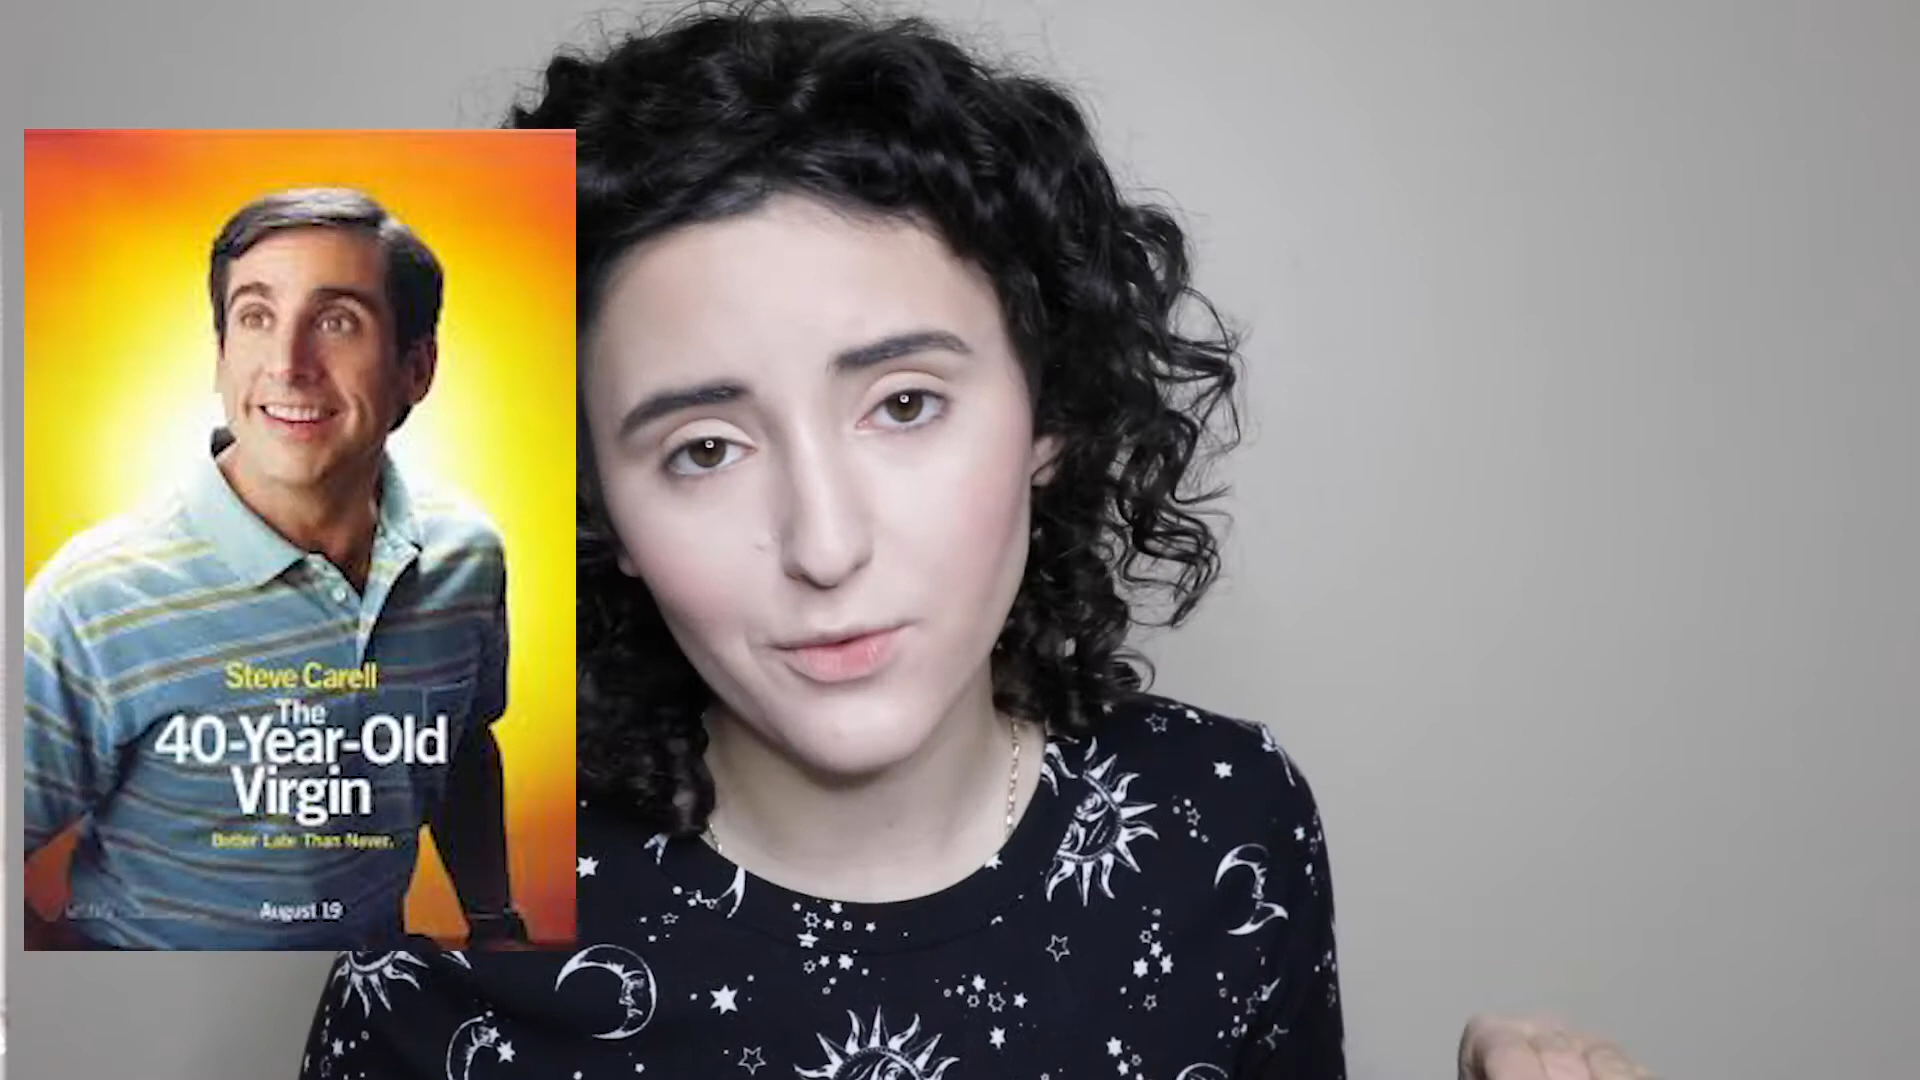 Steve Carell
The
40-Year-Old
Virgin
Better Late Than Never.
August 19